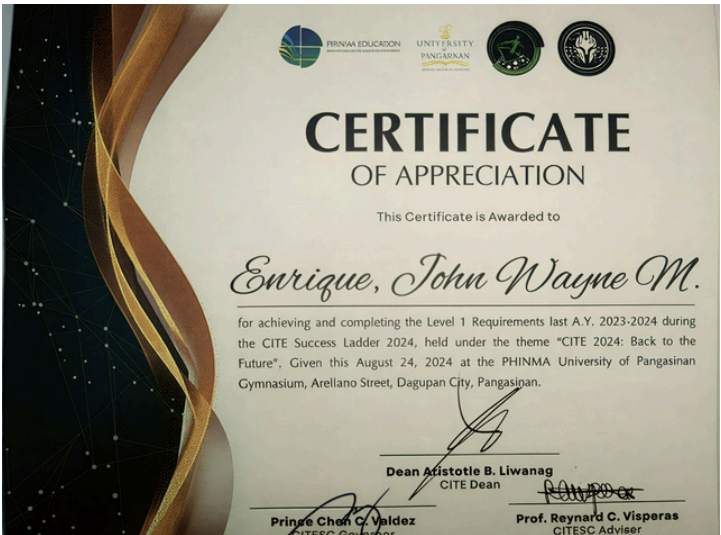 PHINMA EDUCATION
UNIVERSITY
OF
PANGASINAN
CERTIFICATE
OF APPRECIATION
This Certificate is Awarded to
Enrique, John Wayne M.
for achieving and completing the Level 1 Requirements last A.Y. 2023-2024 during
the CITE Success Ladder 2024, held under the theme "CITE 2024: Back to the
Future". Given this August 24, 2024 at the PHINMA University of Pangasinan
Gymnasium, Arellano Street, Dagupan City, Pangasinan.
Dean Aristotle B. Liwanag
CITE Dean
Prince Chen C. Valdez
CITESC Governor
Prof. Reynard C. Visperas
CITESC Adviser